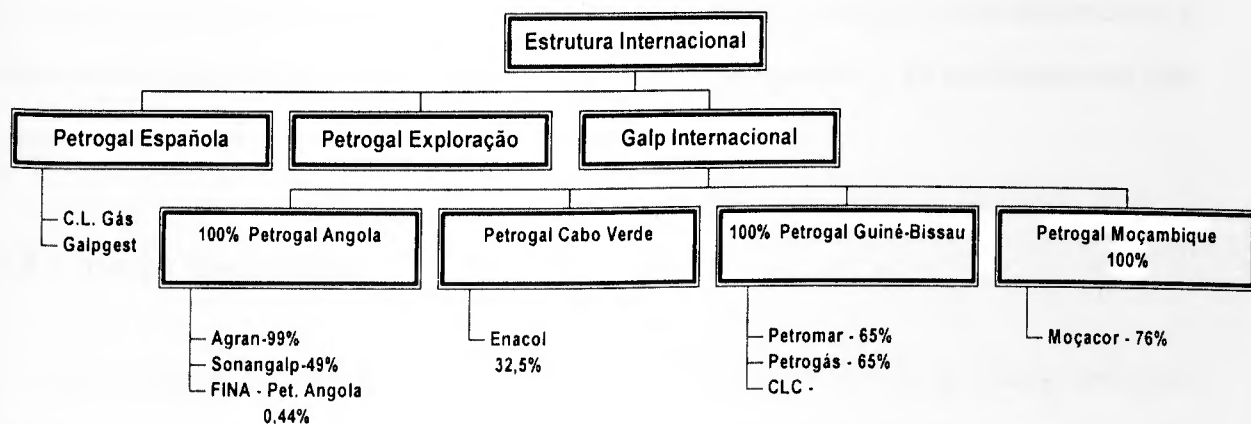 Estrutura Internacional
Petrogal Española
Petrogal Exploração
Galp Internacional
C.L. Gás
Galpgest
100% Petrogal Angola
Petrogal Cabo Verde
100% Petrogal Guiné-Bissau
Petrogal Moçambique
100%
Agran-99%
Sonangalp-49%
FINA - Pet. Angola
0,44%
Enacol
32,5%
Petromar - 65%
Petrogás - 65%
CLC -
Moçacor - 76%